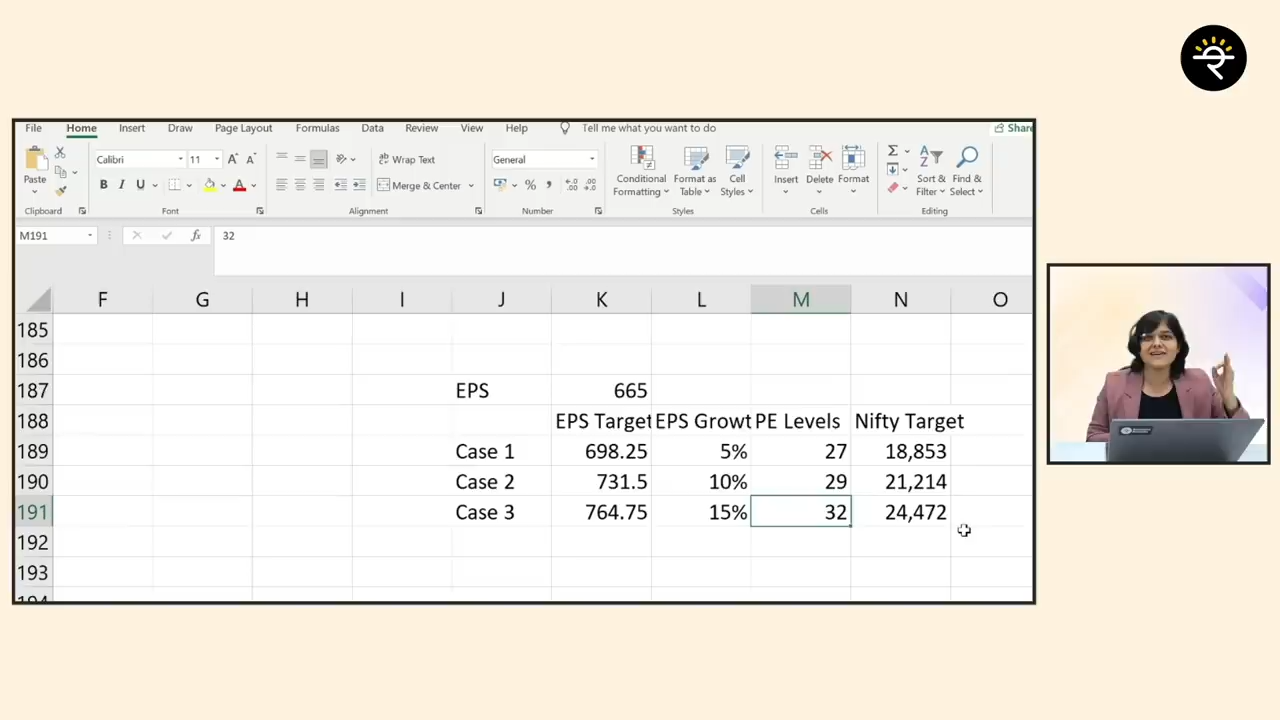 File Home Insert Draw Page Layout Formulas Data Review View Help Tell me what you want to do Share
Paste
Calibri 11
Wrap Text
Merge & Center
General
Conditional Formatting
Format as Table
Cell Styles
Insert Delete Format
Sort & Filter
Find & Select
Clipboard Font Alignment Number Styles Cells Editing
M191 fx 32
F G H I J K L M N O
185
186
187 EPS 665
188 EPS Target EPS Growt PE Levels Nifty Target
189 Case 1 698.25 5% 27 18,853
190 Case 2 731.5 10% 29 21,214
191 Case 3 764.75 15% 32 24,472
192
193